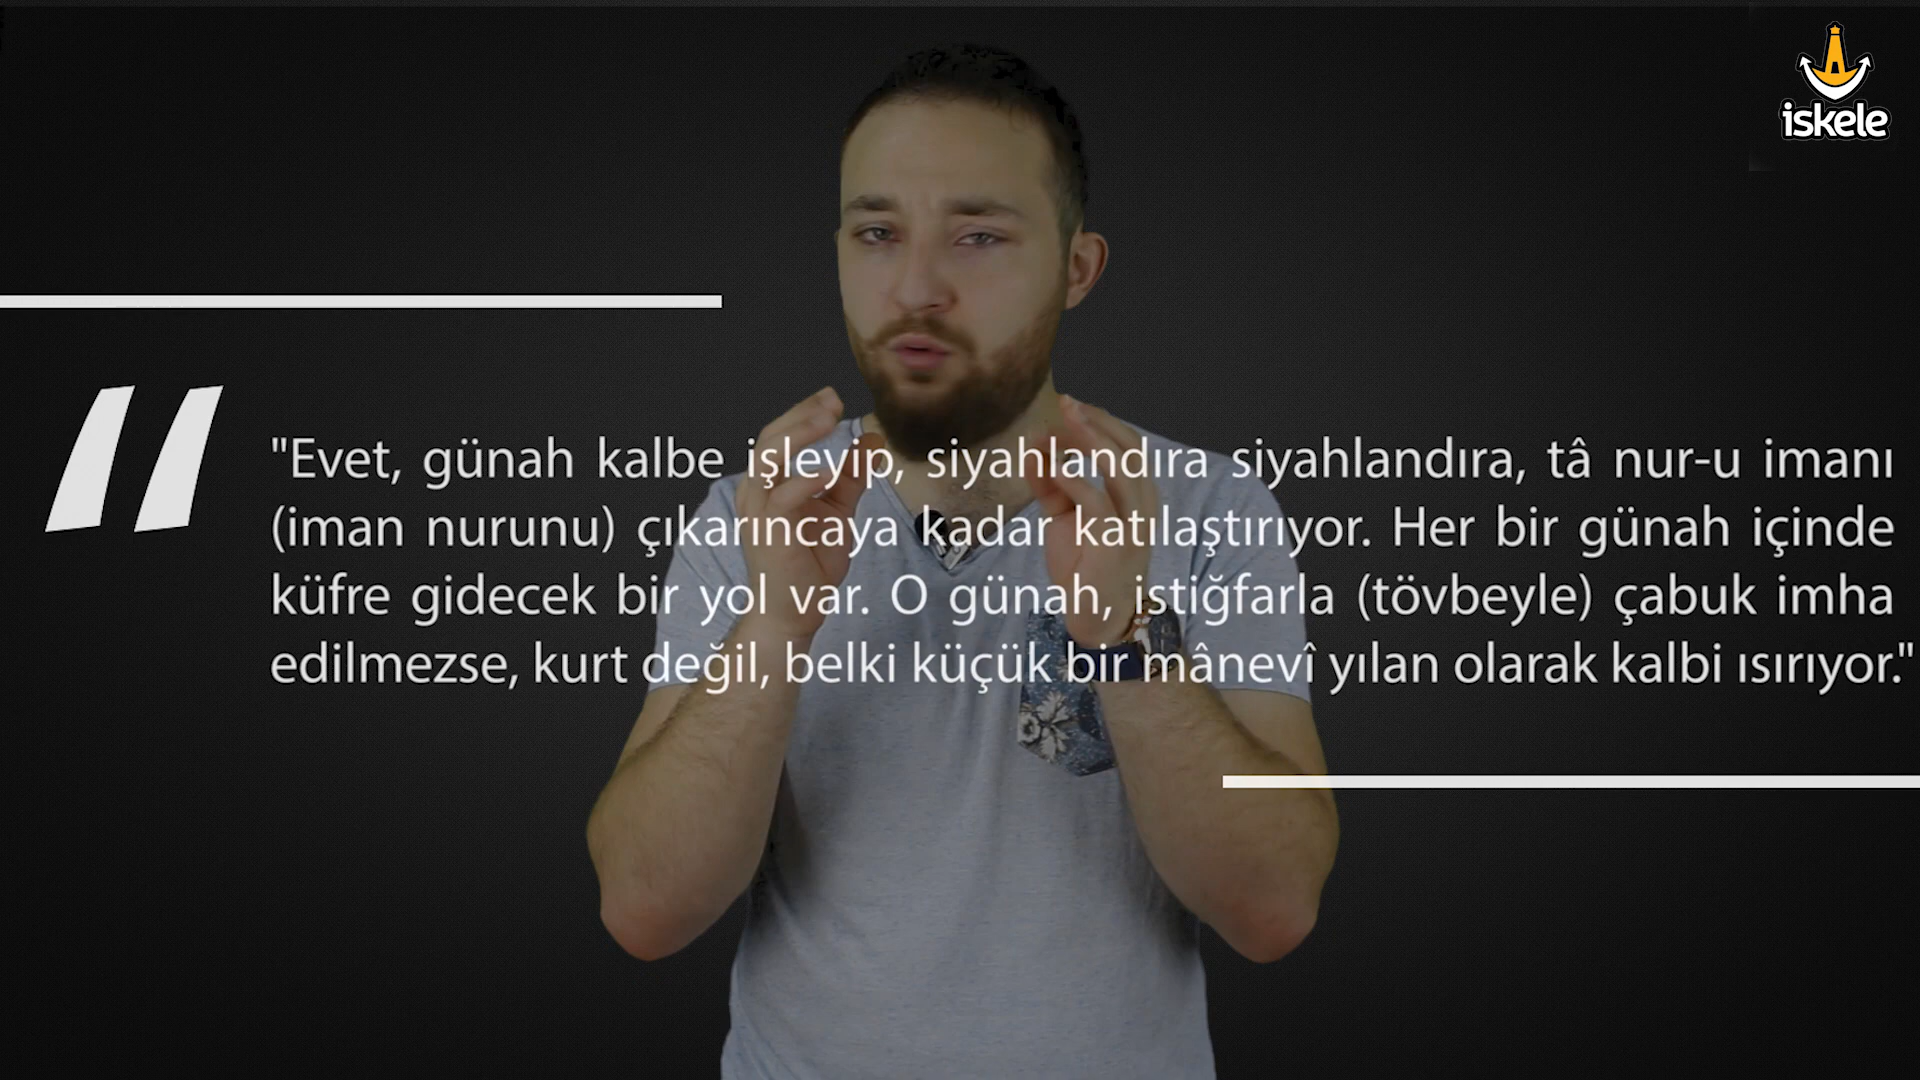 iskele
"Evet, günah kalbe işleyip, siyahlandıra siyahlandıra, tâ nur-u imanı
(iman nurunu) çıkarıncaya kadar katılaştırıyor. Her bir günah içinde
küfre gidecek bir yol var. O günah, istiğfarla (tövbeyle) çabuk imha
edilmezse, kurt değil, belki küçük bir mânevî yılan olarak kalbi ısırıyor."